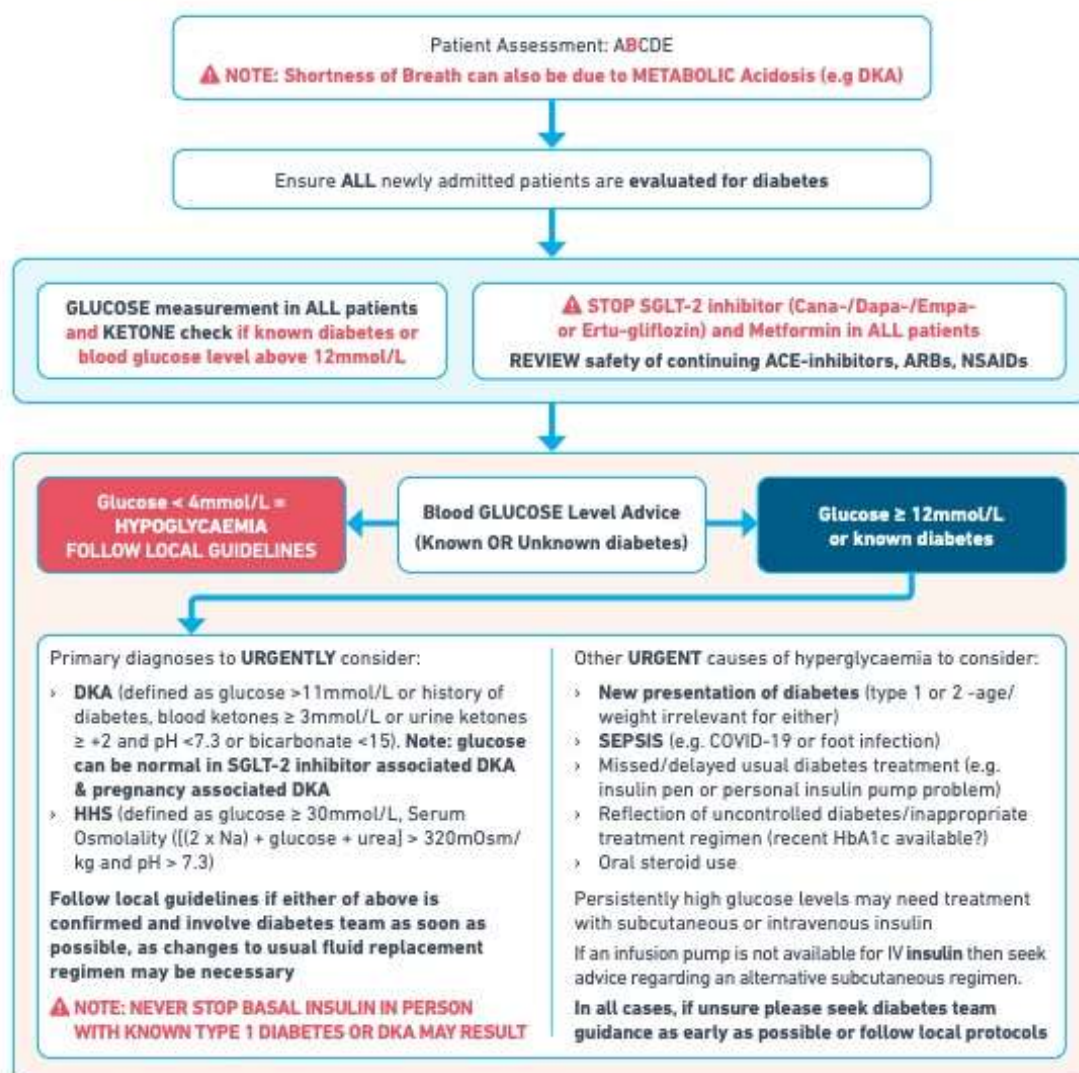 Patient Assessment: ABCDE
NOTE: Shortness of Breath can also be due to METABOLIC Acidosis (e.g DKA)
Ensure ALL newly admitted patients are evaluated for diabetes
GLUCOSE measurement in ALL patients
and KETONE check if known diabetes or
blood glucose level above 12mmol/L
STOP SGLT-2 inhibitor (Cana-/Dapa-/Empa-
or Ertu-gliflozin) and Metformin in ALL patients
REVIEW safety of continuing ACE-inhibitors, ARBs, NSAIDs
Glucose < 4mmol/L =
HYPOGLYCAEMIA
FOLLOW LOCAL GUIDELINES
Blood GLUCOSE Level Advice
(Known OR Unknown diabetes)
Glucose ≥ 12mmol/L
or known diabetes
Primary diagnoses to URGENTLY consider:
› DKA (defined as glucose >11mmol/L or history of
diabetes, blood ketones ≥ 3mmol/L or urine ketones
≥ +2 and pH <7.3 or bicarbonate <15). Note: glucose
can be normal in SGLT-2 inhibitor associated DKA
& pregnancy associated DKA
› HHS (defined as glucose ≥ 30mmol/L, Serum
Osmolality ([(2 x Na) + glucose + urea] > 320mOsm/
kg and pH > 7.3)
Follow local guidelines if either of above is
confirmed and involve diabetes team as soon as
possible, as changes to usual fluid replacement
regimen may be necessary
NOTE: NEVER STOP BASAL INSULIN IN PERSON
WITH KNOWN TYPE 1 DIABETES OR DKA MAY RESULT
Other URGENT causes of hyperglycaemia to consider:
› New presentation of diabetes (type 1 or 2 -age/
weight irrelevant for either)
› SEPSIS (e.g. COVID-19 or foot infection)
› Missed/delayed usual diabetes treatment (e.g.
insulin pen or personal insulin pump problem)
› Reflection of uncontrolled diabetes/inappropriate
treatment regimen (recent HbA1c available?)
› Oral steroid use
Persistently high glucose levels may need treatment
with subcutaneous or intravenous insulin
If an infusion pump is not available for IV insulin then seek
advice regarding an alternative subcutaneous regimen.
In all cases, if unsure please seek diabetes team
guidance as early as possible or follow local protocols